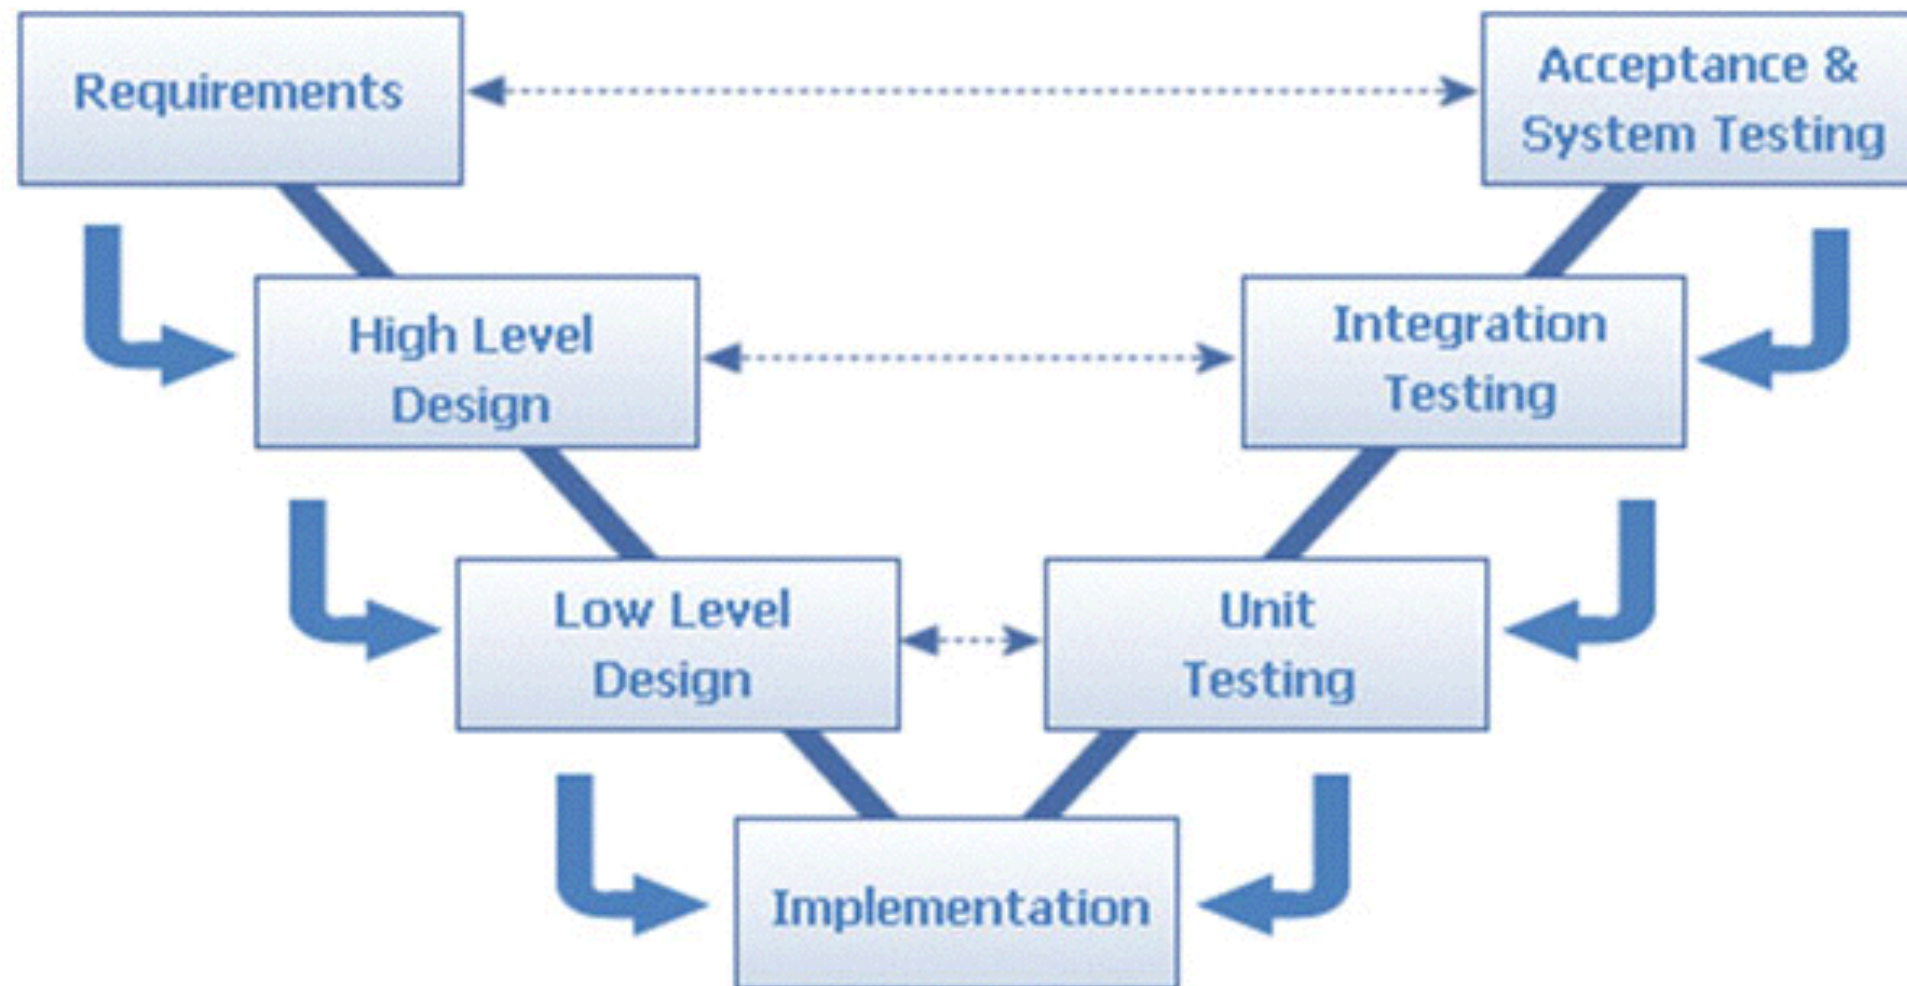 Requirements
Acceptance &
System Testing
High Level
Design
Integration
Testing
Low Level
Design
Unit
Testing
Implementation